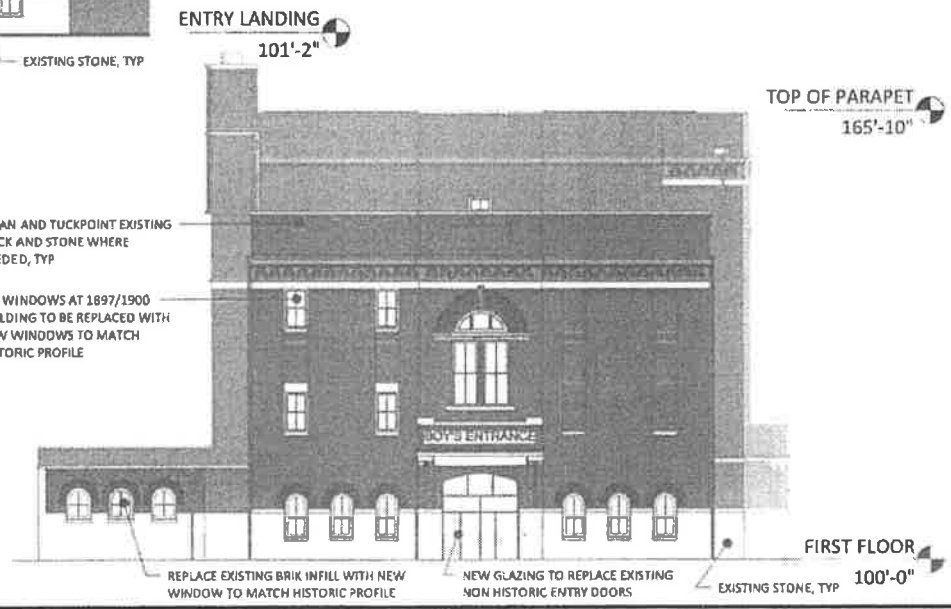 ENTRY LANDING
101'-2"
EXISTING STONE, TYP
TOP OF PARAPET
165'-10"
AN AND TUCKPOINT EXISTING
CK AND STONE WHERE
EDED, TYP
WINDOWS AT 1897/1900
LDING TO BE REPLACED WITH
W WINDOWS TO MATCH
TORIC PROFILE
BOY'S ENTRANCE
FIRST FLOOR
100'-0"
REPLACE EXISTING BRIK INFILL WITH NEW
WINDOW TO MATCH HISTORIC PROFILE
NEW GLAZING TO REPLACE EXISTING
NON HISTORIC ENTRY DOORS
EXISTING STONE, TYP